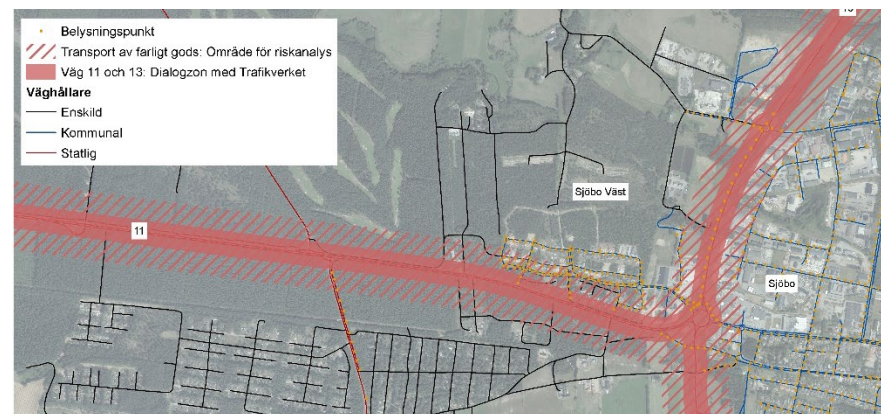 Belysningspunkt
Transport av farligt gods: Område för riskanalys
Väg 11 och 13: Dialogzon med Trafikverket
Väghållare
Enskild
Kommunal
Statlig
11
Sjöbo Väst
Sjöbo